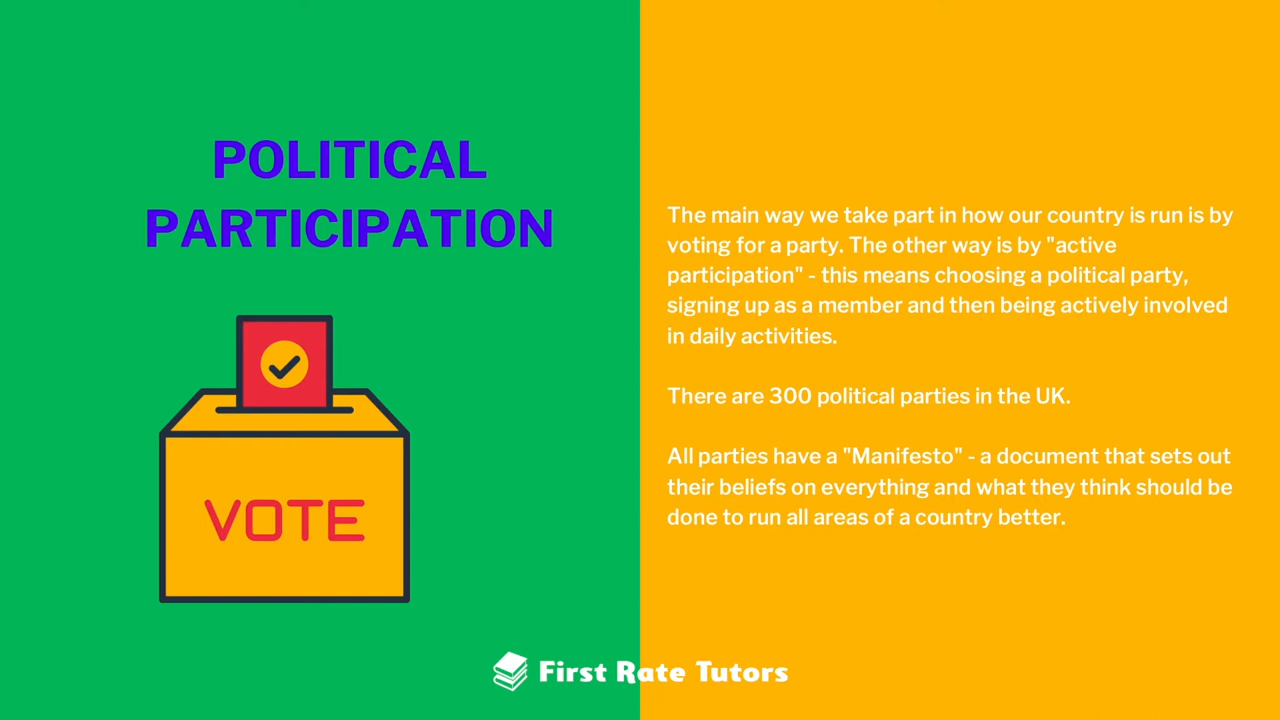 POLITICAL
PARTICIPATION
VOTE
The main way we take part in how our country is run is by
voting for a party. The other way is by "active
participation" - this means choosing a political party,
signing up as a member and then being actively involved
in daily activities.
There are 300 political parties in the UK.
All parties have a "Manifesto" - a document that sets out
their beliefs on everything and what they think should be
done to run all areas of a country better.
First Rate Tutors